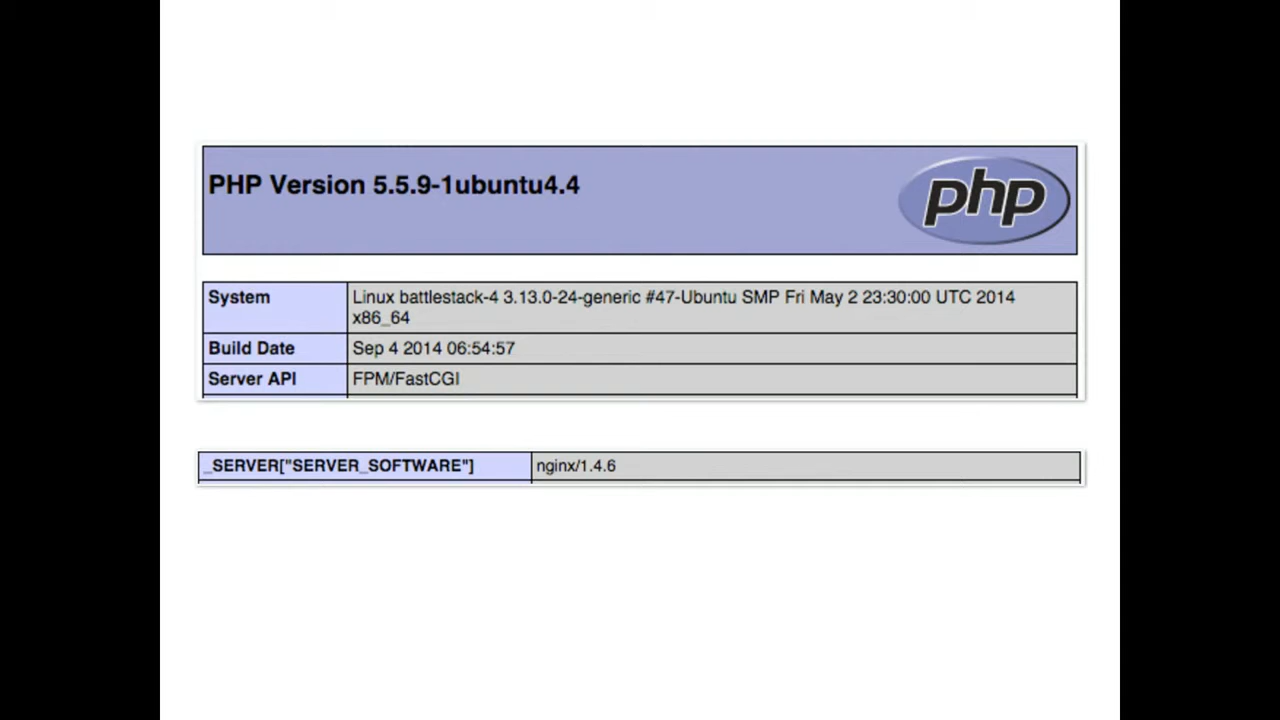 PHP Version 5.5.9-1ubuntu4.4
php
System
Linux battlestack-4 3.13.0-24-generic #47-Ubuntu SMP Fri May 2 23:30:00 UTC 2014
x86_64
Build Date
Sep 4 2014 06:54:57
Server API
FPM/FastCGI
_SERVER["SERVER_SOFTWARE"]
nginx/1.4.6